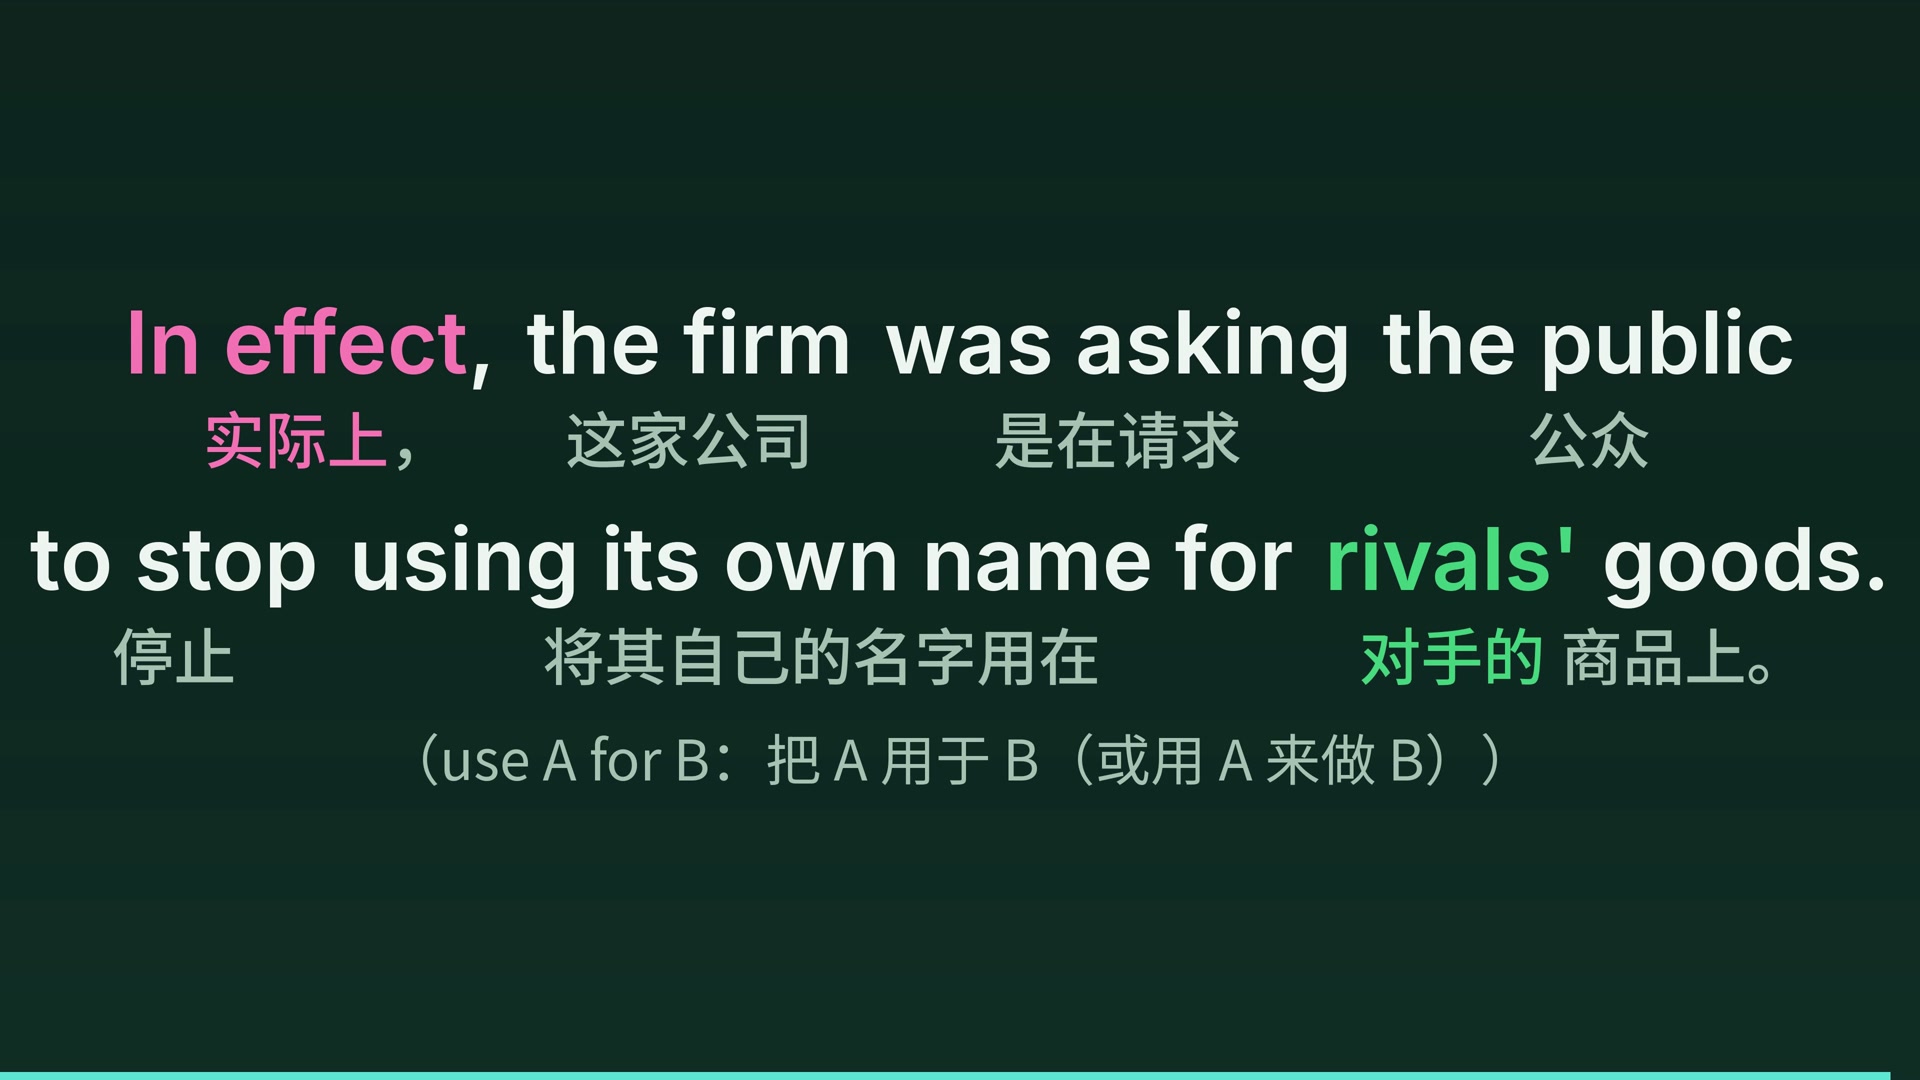 In effect, the firm was asking the public
实际上， 这家公司 是在请求 公众
to stop using its own name for rivals' goods.
停止 将其自己的名字用在 对手的 商品上。
（use A for B：把 A 用于 B（或用 A 来做 B））